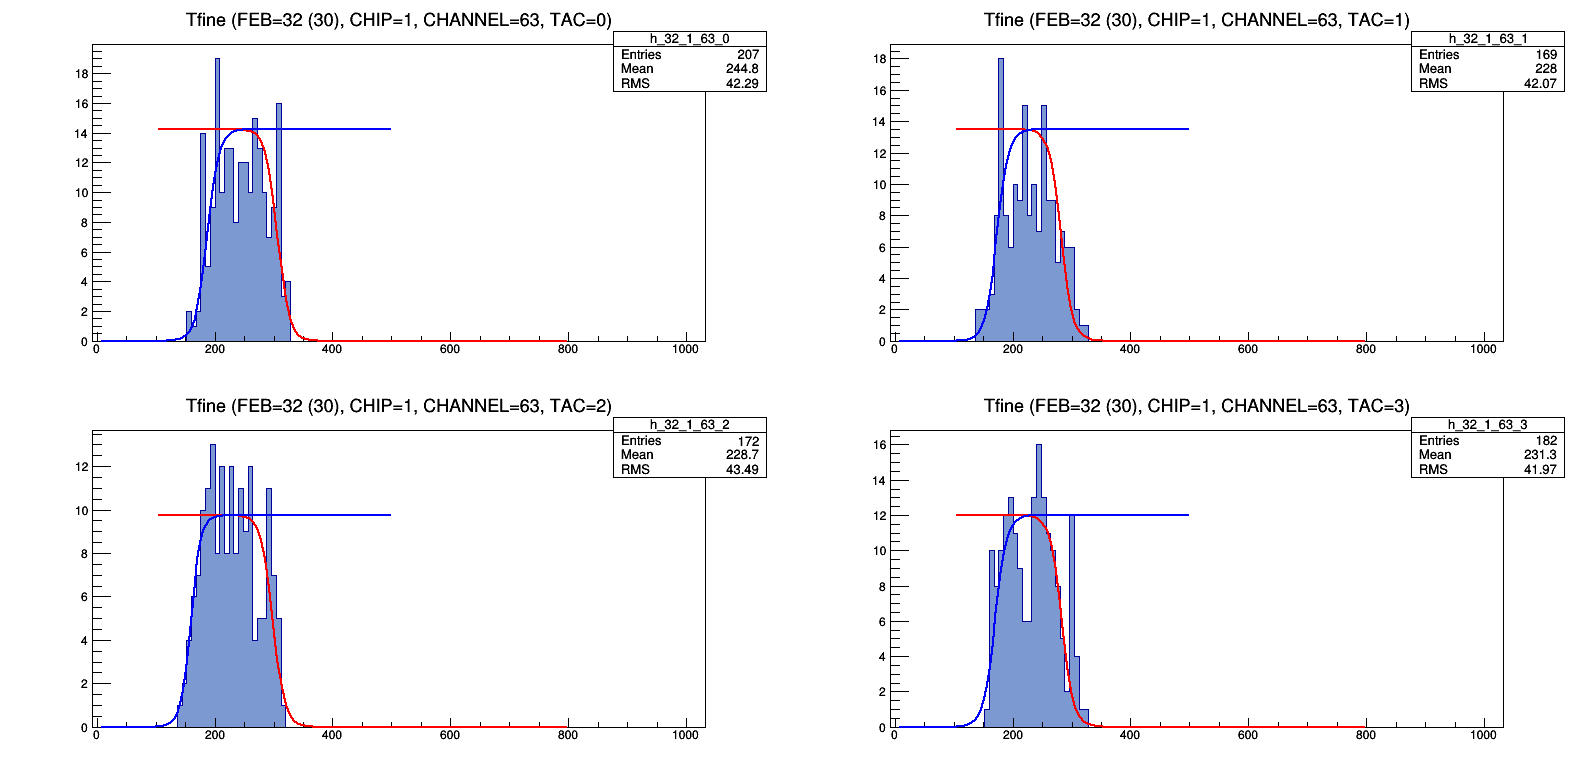 Tfine (FEB=32 (30), CHIP=1, CHANNEL=63, TAC=0)
h_32_1_63_0
Entries 207
Mean 244.8
RMS 42.29
18
16
14
12
10
8
6
4
2
0
0 200 400 600 800 1000
Tfine (FEB=32 (30), CHIP=1, CHANNEL=63, TAC=1)
h_32_1_63_1
Entries 169
Mean 228
RMS 42.07
18
16
14
12
10
8
6
4
2
0
0 200 400 600 800 1000
Tfine (FEB=32 (30), CHIP=1, CHANNEL=63, TAC=2)
h_32_1_63_2
Entries 172
Mean 228.7
RMS 43.49
12
10
8
6
4
2
0
0 200 400 600 800 1000
Tfine (FEB=32 (30), CHIP=1, CHANNEL=63, TAC=3)
h_32_1_63_3
Entries 182
Mean 231.3
RMS 41.97
16
14
12
10
8
6
4
2
0
0 200 400 600 800 1000